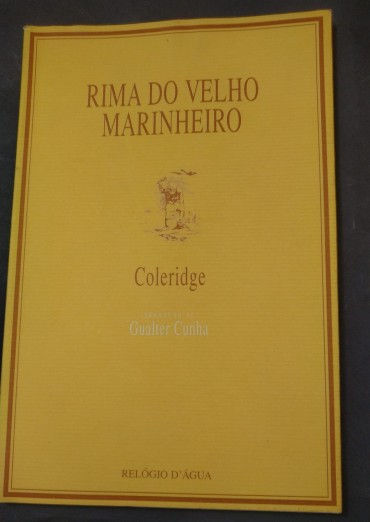 RIMA DO VELHO
MARINHEIRO
Coleridge
Gualter Cunha
RELÓGIO D'ÁGUA